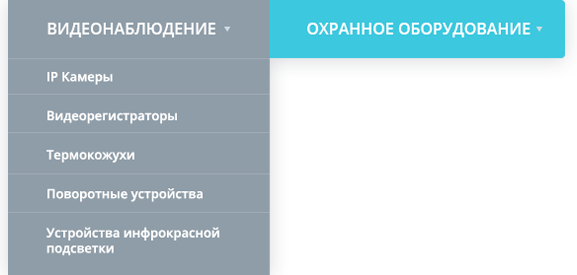 ВИДЕОНАБЛЮДЕНИЕ
ОХРАННОЕ ОБОРУДОВАНИЕ
IP Камеры
Видеорегистраторы
Термокожухи
Поворотные устройства
Устройства инфрокрасной
подсветки